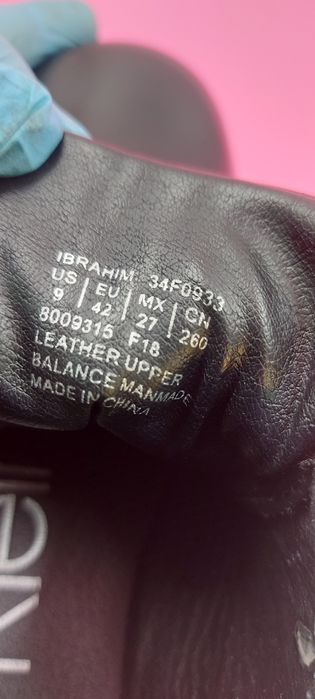 IBRAHIM 34F0933
US | EU | MX | CN
9 | 42 | 27 | 260
8009315 F18
LEATHER UPPER
BALANCE MANMADE
MADE IN CHINA